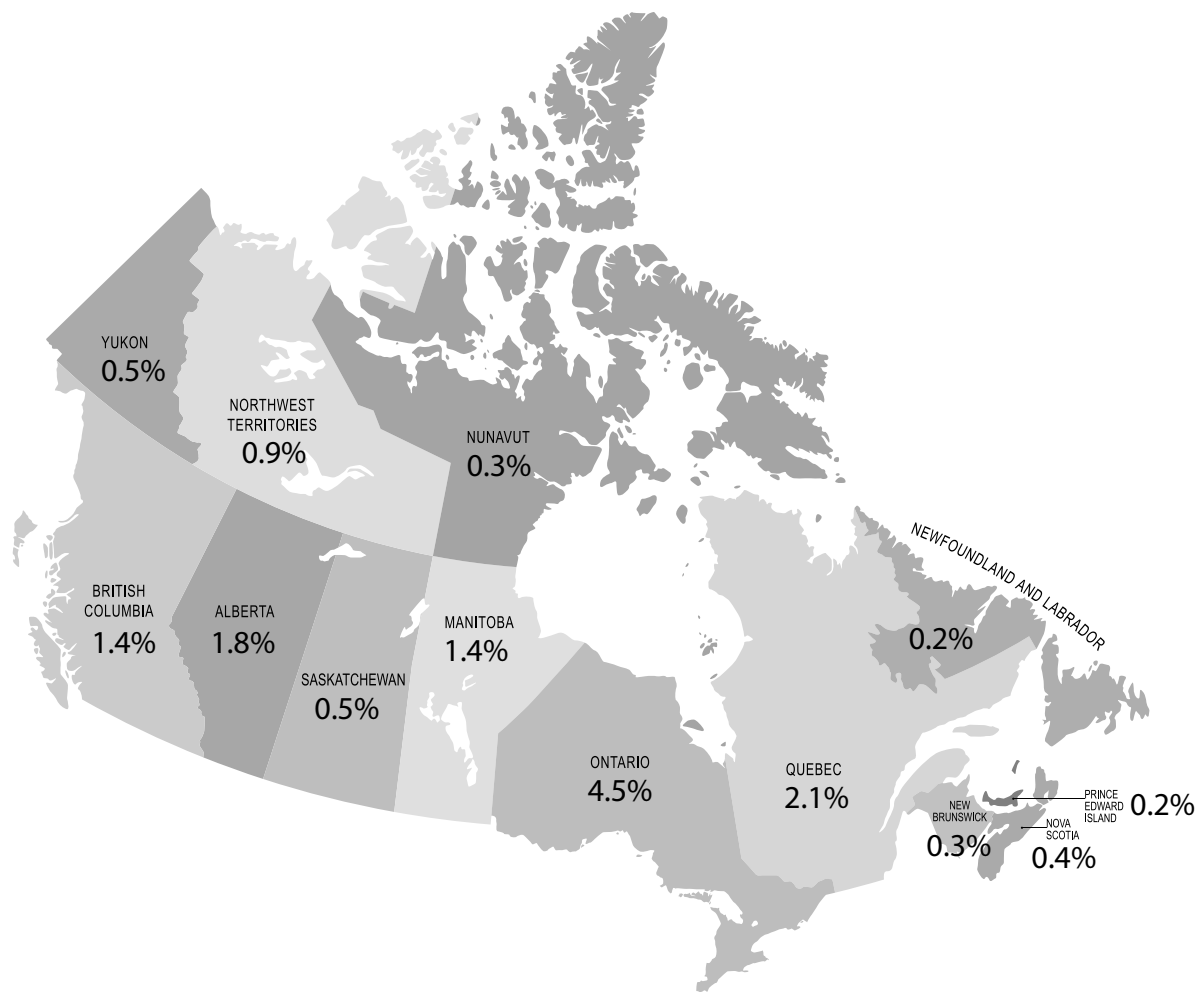 YUKON
0.5%
NORTHWEST
TERRITORIES
0.9%
NUNAVUT
0.3%
BRITISH
COLUMBIA
1.4%
ALBERTA
1.8%
SASKATCHEWAN
0.5%
MANITOBA
1.4%
ONTARIO
4.5%
QUEBEC
2.1%
NEWFOUNDLAND AND LABRADOR
0.2%
NEW
BRUNSWICK
0.3%
PRINCE
EDWARD
ISLAND
0.2%
NOVA
SCOTIA
0.4%